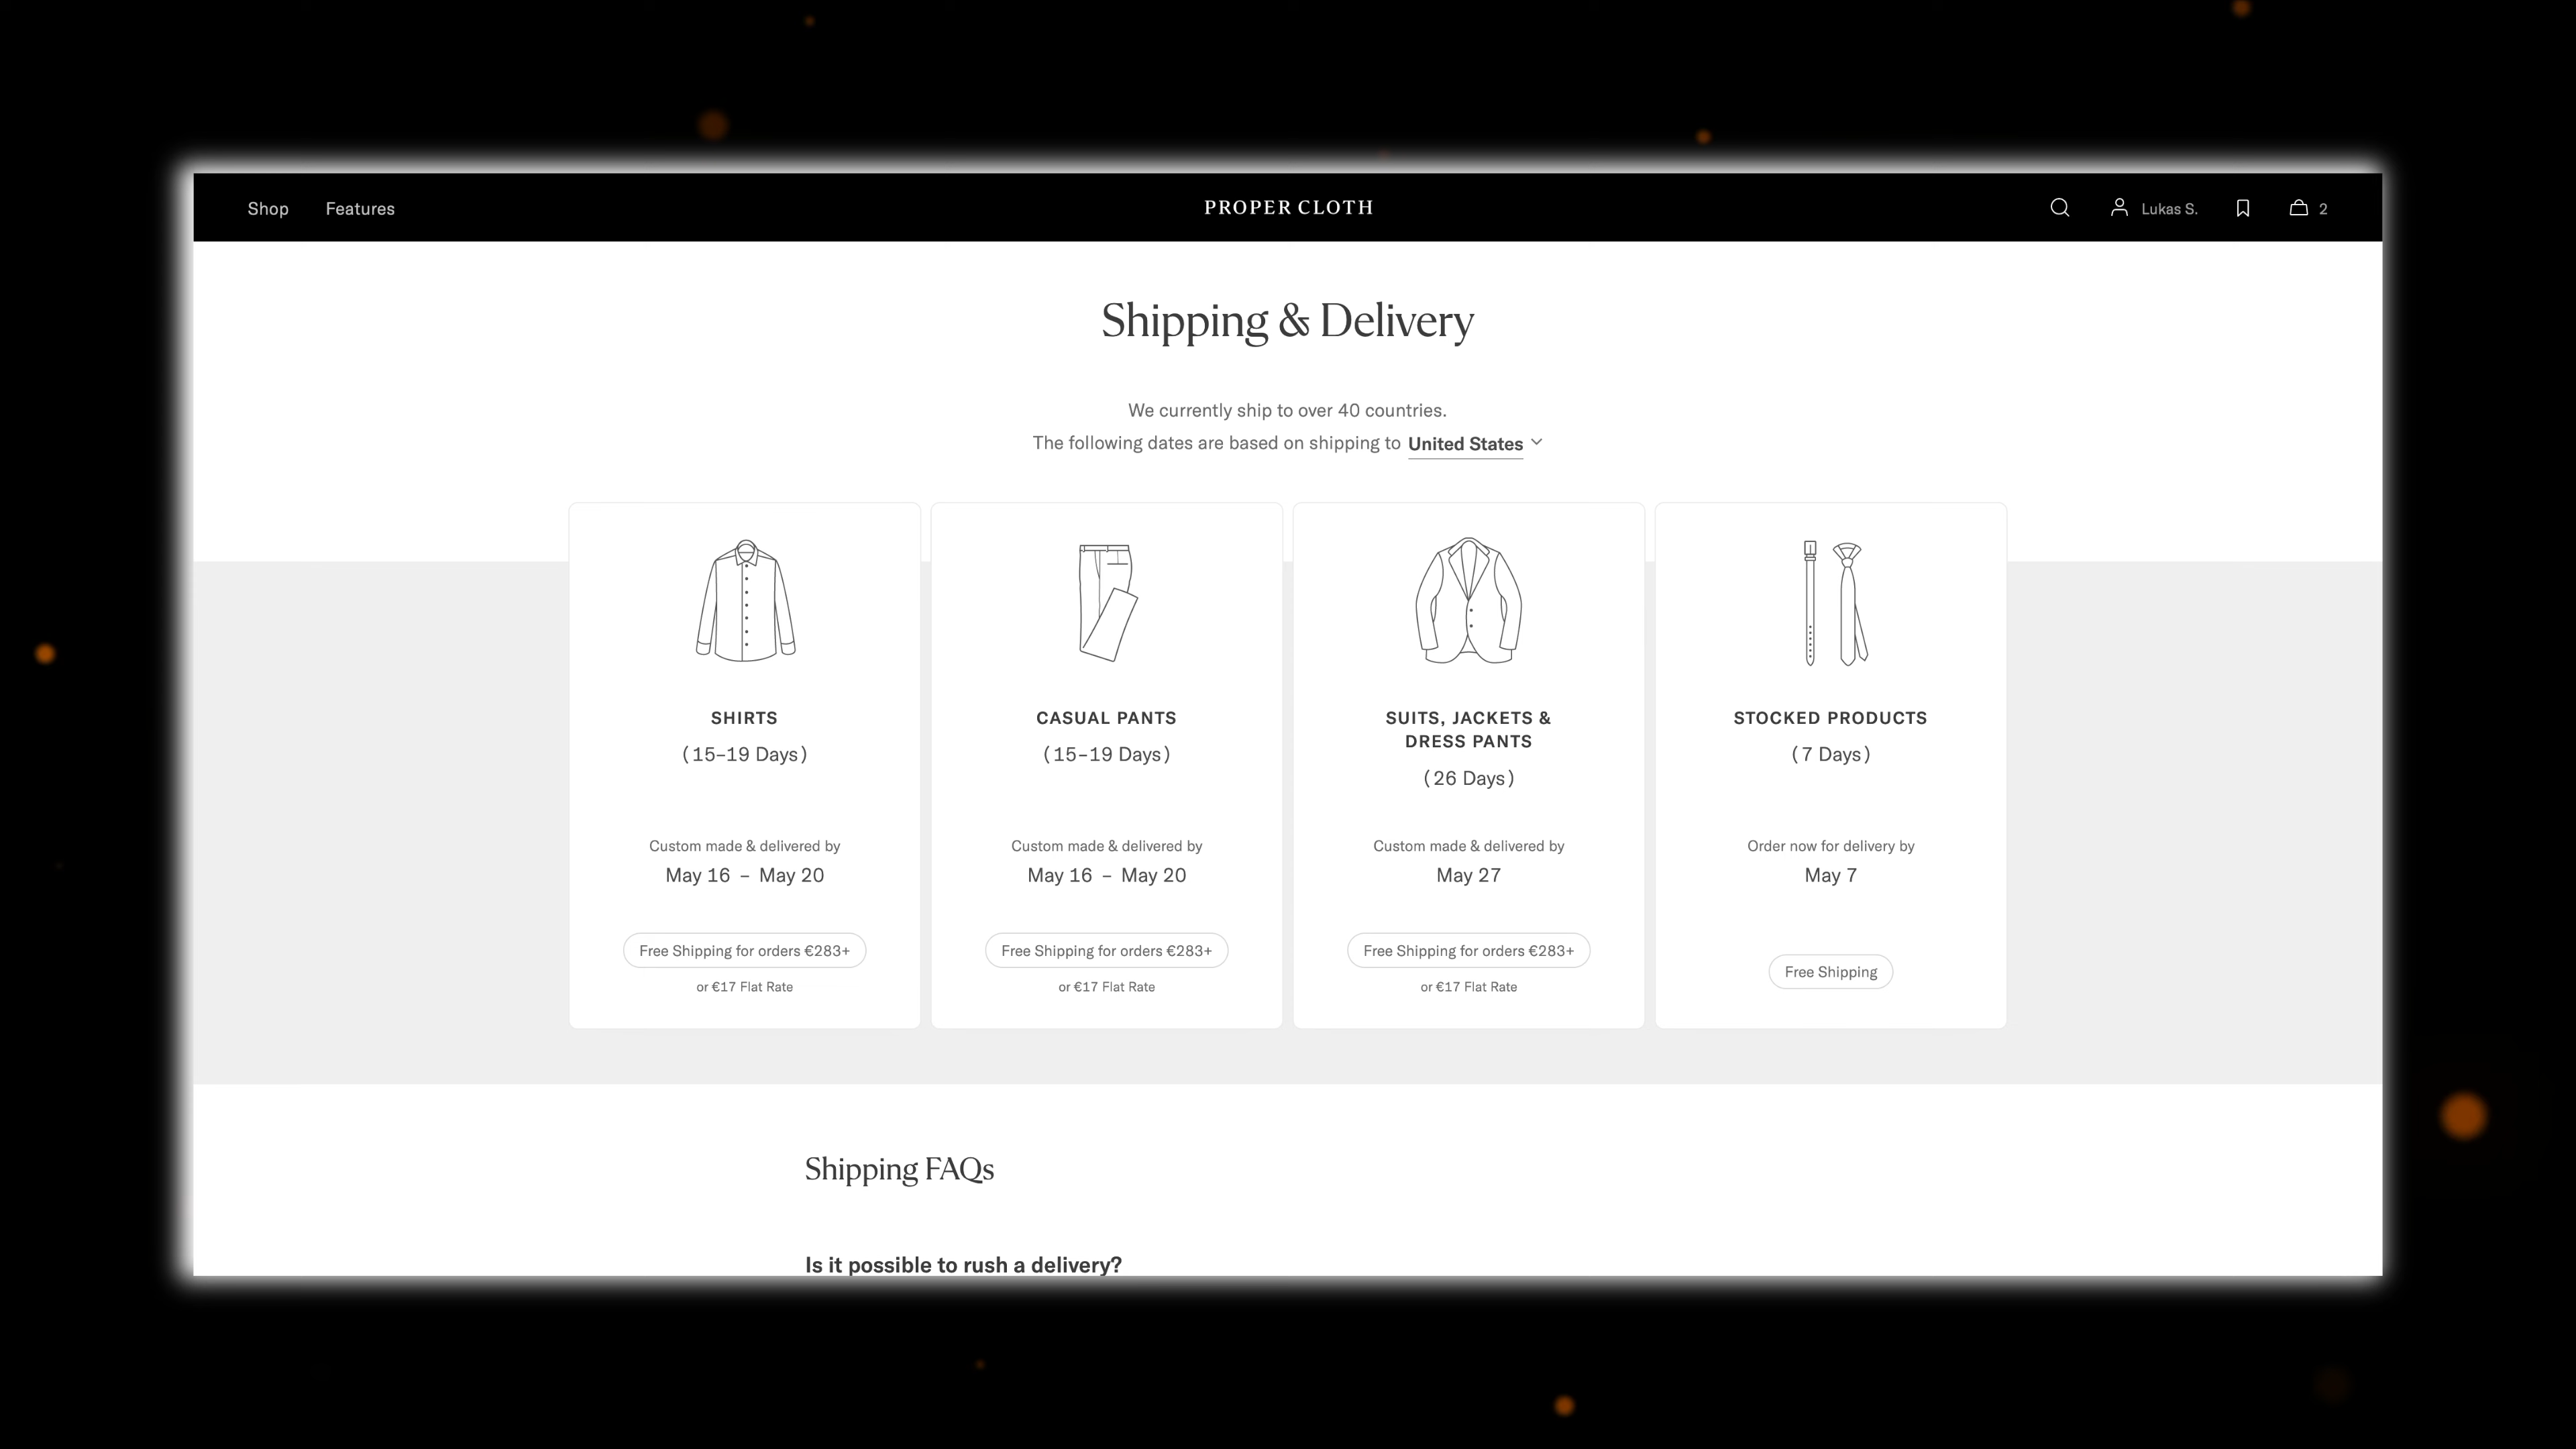 Shop
Features
PROPER CLOTH
Lukas S.
2
Shipping & Delivery
We currently ship to over 40 countries.
The following dates are based on shipping to United States
SHIRTS
(15–19 Days)
Custom made & delivered by
May 16 – May 20
Free Shipping for orders €283+
or €17 Flat Rate
CASUAL PANTS
(15–19 Days)
Custom made & delivered by
May 16 – May 20
Free Shipping for orders €283+
or €17 Flat Rate
SUITS, JACKETS &
DRESS PANTS
(26 Days)
Custom made & delivered by
May 27
Free Shipping for orders €283+
or €17 Flat Rate
STOCKED PRODUCTS
(7 Days)
Order now for delivery by
May 7
Free Shipping
Shipping FAQs
Is it possible to rush a delivery?